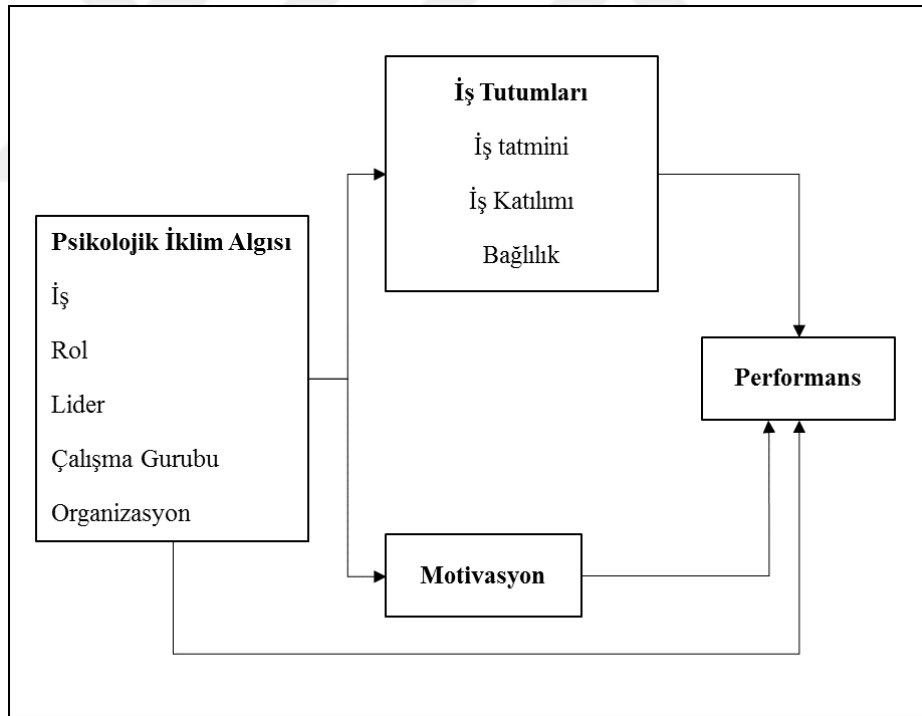 Psikolojik İklim Algısı
İş
Rol
Lider
Çalışma Gurubu
Organizasyon
İş Tutumları
İş tatmini
İş Katılımı
Bağlılık
Motivasyon
Performans